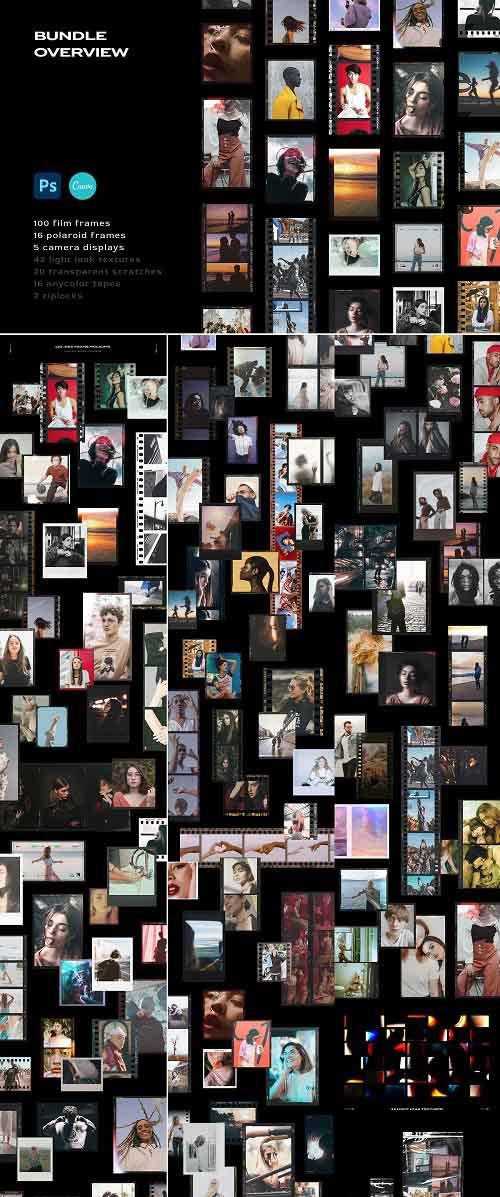 BUNDLE
OVERVIEW
Ps
Canva
100 film frames
16 polaroid frames
5 camera displays
42 light leak textures
20 transparent scratches
16 anycolor tapes
2 ziplocks